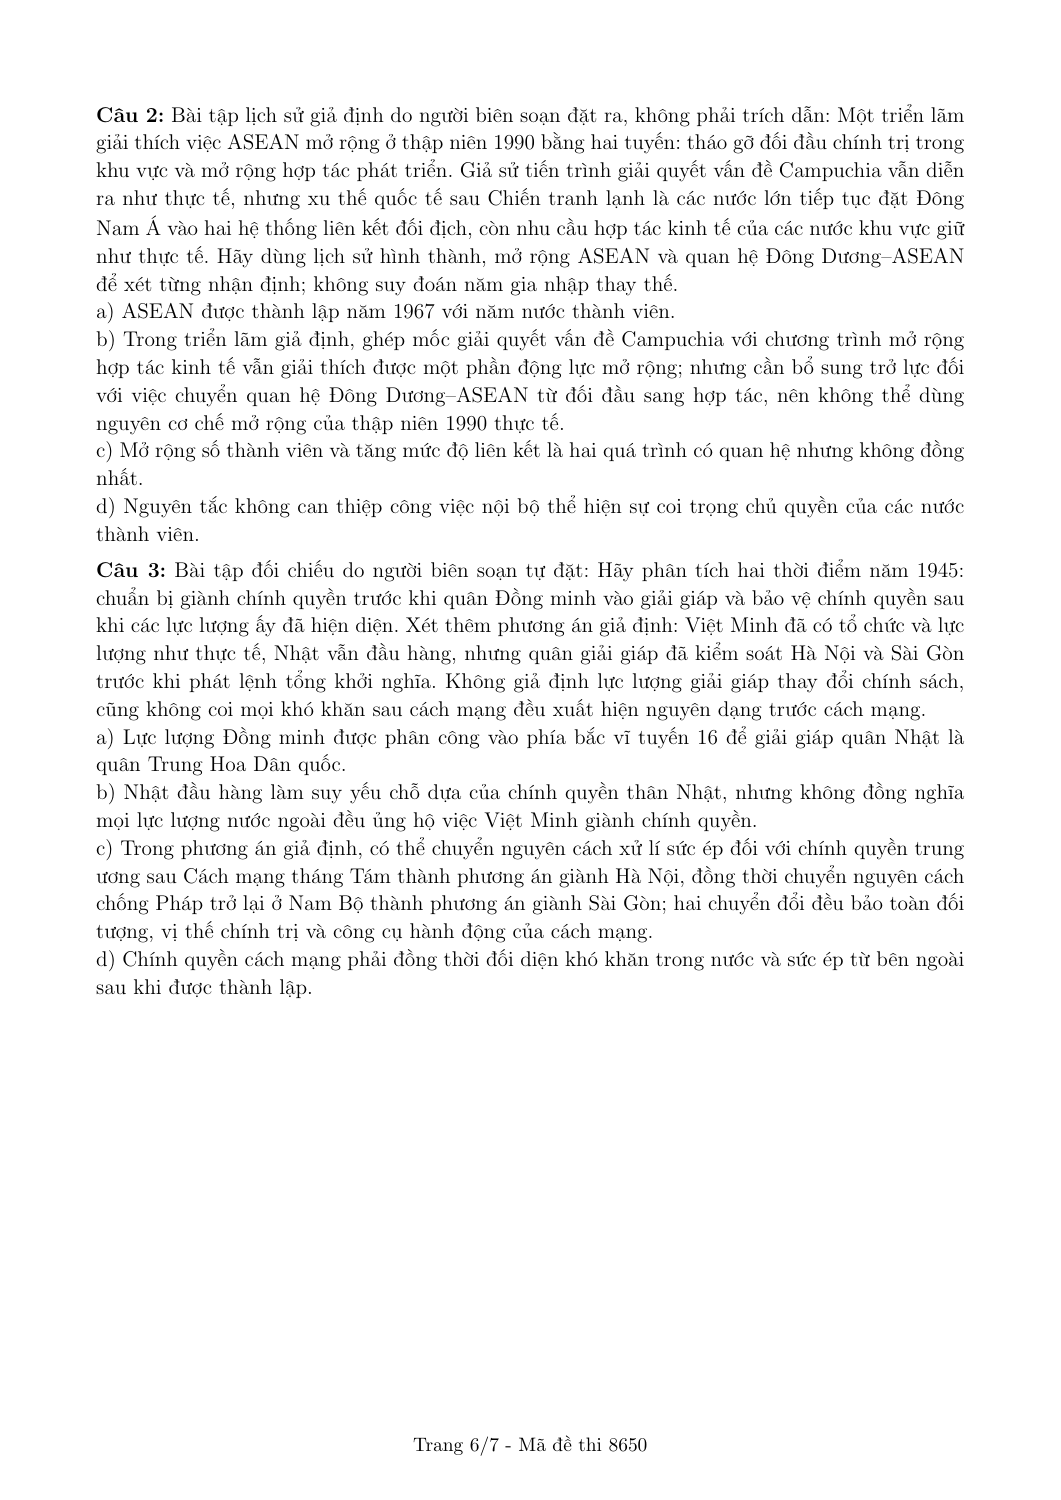 Câu 2: Bài tập lịch sử giả định do người biên soạn đặt ra, không phải trích dẫn: Một triển lãm
giải thích việc ASEAN mở rộng ở thập niên 1990 bằng hai tuyến: tháo gỡ đối đầu chính trị trong
khu vực và mở rộng hợp tác phát triển. Giả sử tiến trình giải quyết vấn đề Campuchia vẫn diễn
ra như thực tế, nhưng xu thế quốc tế sau Chiến tranh lạnh là các nước lớn tiếp tục đặt Đông
Nam Á vào hai hệ thống liên kết đối địch, còn nhu cầu hợp tác kinh tế của các nước khu vực giữ
như thực tế. Hãy dùng lịch sử hình thành, mở rộng ASEAN và quan hệ Đông Dương–ASEAN
để xét từng nhận định; không suy đoán năm gia nhập thay thế.
a) ASEAN được thành lập năm 1967 với năm nước thành viên.
b) Trong triển lãm giả định, ghép mốc giải quyết vấn đề Campuchia với chương trình mở rộng
hợp tác kinh tế vẫn giải thích được một phần động lực mở rộng; nhưng cần bổ sung trở lực đối
với việc chuyển quan hệ Đông Dương–ASEAN từ đối đầu sang hợp tác, nên không thể dùng
nguyên cơ chế mở rộng của thập niên 1990 thực tế.
c) Mở rộng số thành viên và tăng mức độ liên kết là hai quá trình có quan hệ nhưng không đồng
nhất.
d) Nguyên tắc không can thiệp công việc nội bộ thể hiện sự coi trọng chủ quyền của các nước
thành viên.
Câu 3: Bài tập đối chiếu do người biên soạn tự đặt: Hãy phân tích hai thời điểm năm 1945:
chuẩn bị giành chính quyền trước khi quân Đồng minh vào giải giáp và bảo vệ chính quyền sau
khi các lực lượng ấy đã hiện diện. Xét thêm phương án giả định: Việt Minh đã có tổ chức và lực
lượng như thực tế, Nhật vẫn đầu hàng, nhưng quân giải giáp đã kiểm soát Hà Nội và Sài Gòn
trước khi phát lệnh tổng khởi nghĩa. Không giả định lực lượng giải giáp thay đổi chính sách,
cũng không coi mọi khó khăn sau cách mạng đều xuất hiện nguyên dạng trước cách mạng.
a) Lực lượng Đồng minh được phân công vào phía bắc vĩ tuyến 16 để giải giáp quân Nhật là
quân Trung Hoa Dân quốc.
b) Nhật đầu hàng làm suy yếu chỗ dựa của chính quyền thân Nhật, nhưng không đồng nghĩa
mọi lực lượng nước ngoài đều ủng hộ việc Việt Minh giành chính quyền.
c) Trong phương án giả định, có thể chuyển nguyên cách xử lí sức ép đối với chính quyền trung
ương sau Cách mạng tháng Tám thành phương án giành Hà Nội, đồng thời chuyển nguyên cách
chống Pháp trở lại ở Nam Bộ thành phương án giành Sài Gòn; hai chuyển đổi đều bảo toàn đối
tượng, vị thế chính trị và công cụ hành động của cách mạng.
d) Chính quyền cách mạng phải đồng thời đối diện khó khăn trong nước và sức ép từ bên ngoài
sau khi được thành lập.
Trang 6/7 - Mã đề thi 8650